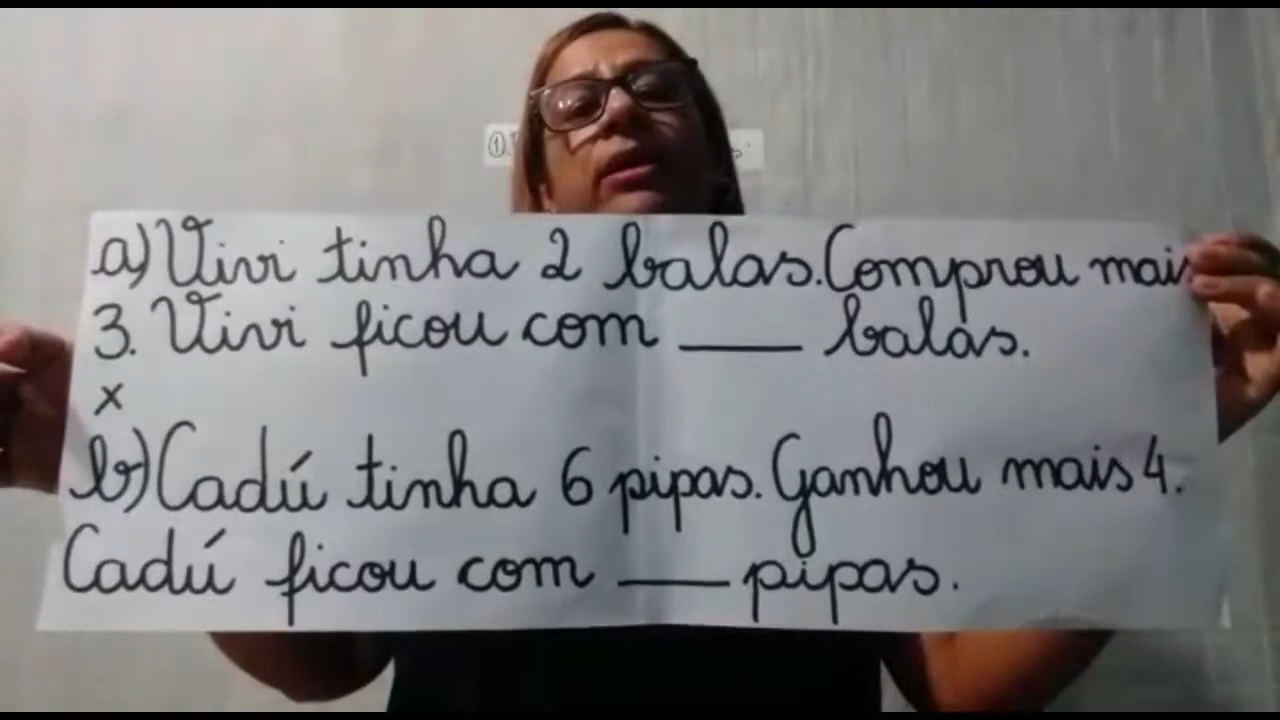 a) Vivi tinha 2 balas. Comprou mais
3. Vivi ficou com ___ balas.
x
b) Cadú tinha 6 pipas. Ganhou mais 4.
Cadú ficou com ___ pipas.